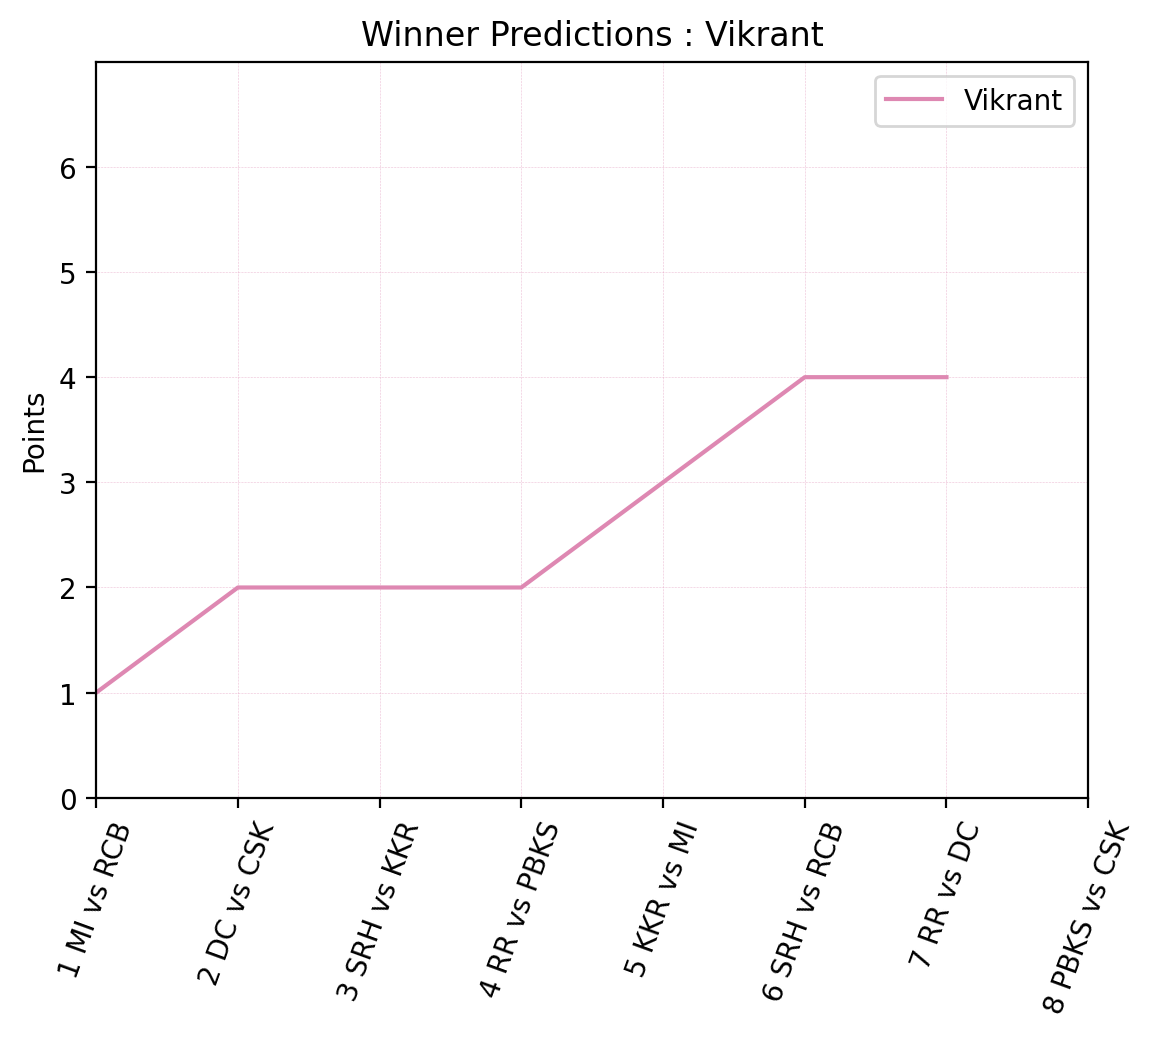 Winner Predictions : Vikrant
Vikrant
Points
6
5
4
3
2
1
0
1 MI vs RCB
2 DC vs CSK
3 SRH vs KKR
4 RR vs PBKS
5 KKR vs MI
6 SRH vs RCB
7 RR vs DC
8 PBKS vs CSK